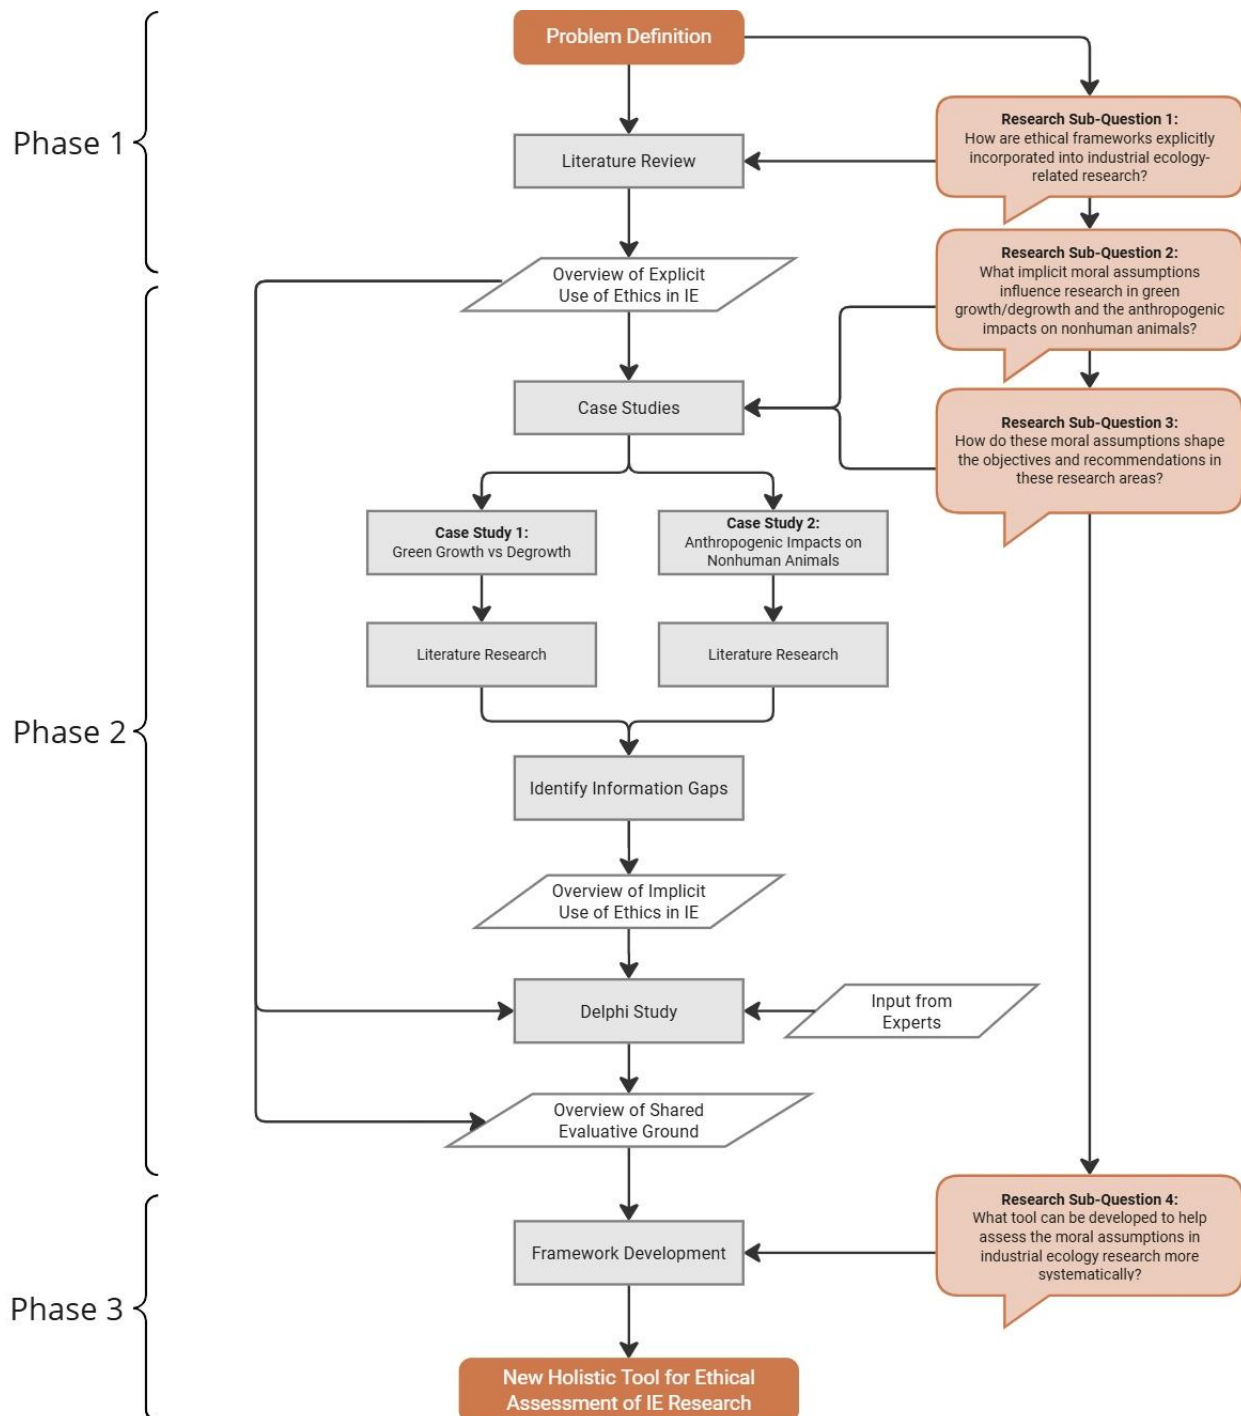 Problem Definition
Phase 1
Research Sub-Question 1:
How are ethical frameworks explicitly
incorporated into industrial ecology-
related research?
Literature Review
Research Sub-Question 2:
What implicit moral assumptions
influence research in green
growth/degrowth and the anthropogenic
impacts on nonhuman animals?
Overview of Explicit
Use of Ethics in IE
Case Studies
Research Sub-Question 3:
How do these moral assumptions shape
the objectives and recommendations in
these research areas?
Case Study 1:
Green Growth vs Degrowth
Case Study 2:
Anthropogenic Impacts on
Nonhuman Animals
Literature Research
Literature Research
Phase 2
Identify Information Gaps
Overview of Implicit
Use of Ethics in IE
Delphi Study
Input from
Experts
Overview of Shared
Evaluative Ground
Research Sub-Question 4:
What tool can be developed to help
assess the moral assumptions in
industrial ecology research more
systematically?
Framework Development
Phase 3
New Holistic Tool for Ethical
Assessment of IE Research